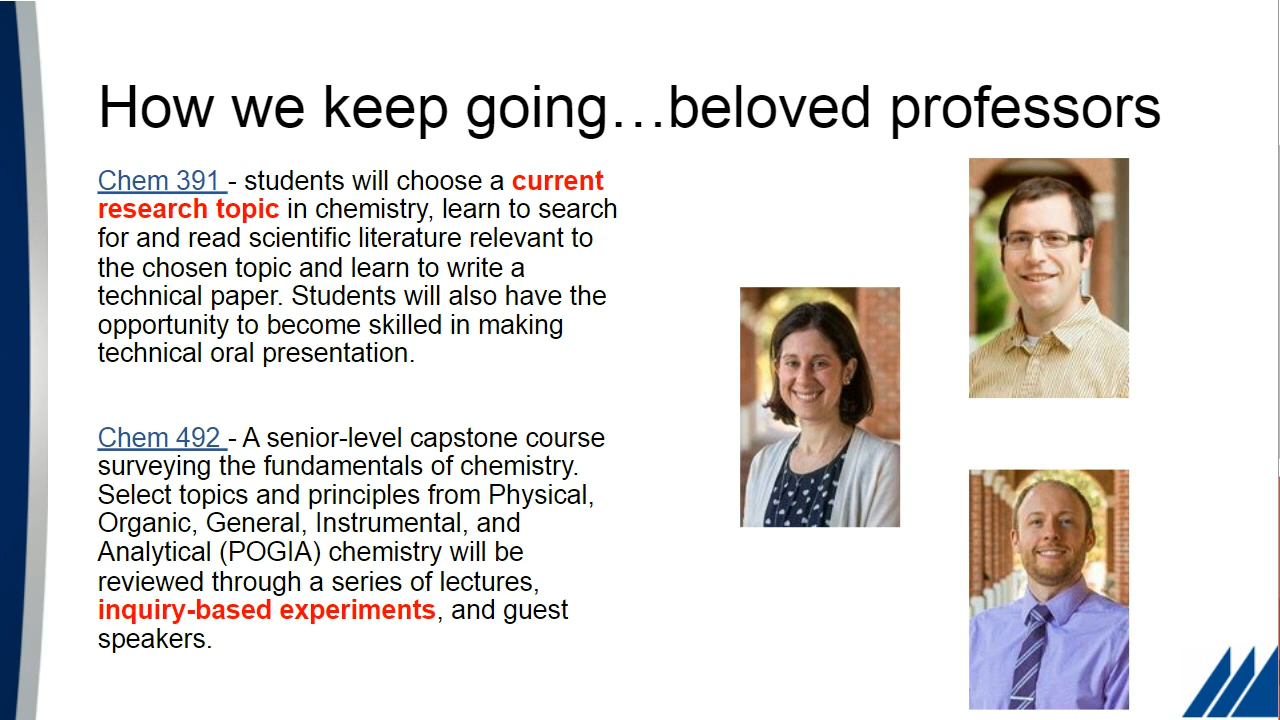 How we keep going…beloved professors
Chem 391 - students will choose a current
research topic in chemistry, learn to search
for and read scientific literature relevant to
the chosen topic and learn to write a
technical paper. Students will also have the
opportunity to become skilled in making
technical oral presentation.
Chem 492 - A senior-level capstone course
surveying the fundamentals of chemistry.
Select topics and principles from Physical,
Organic, General, Instrumental, and
Analytical (POGIA) chemistry will be
reviewed through a series of lectures,
inquiry-based experiments, and guest
speakers.